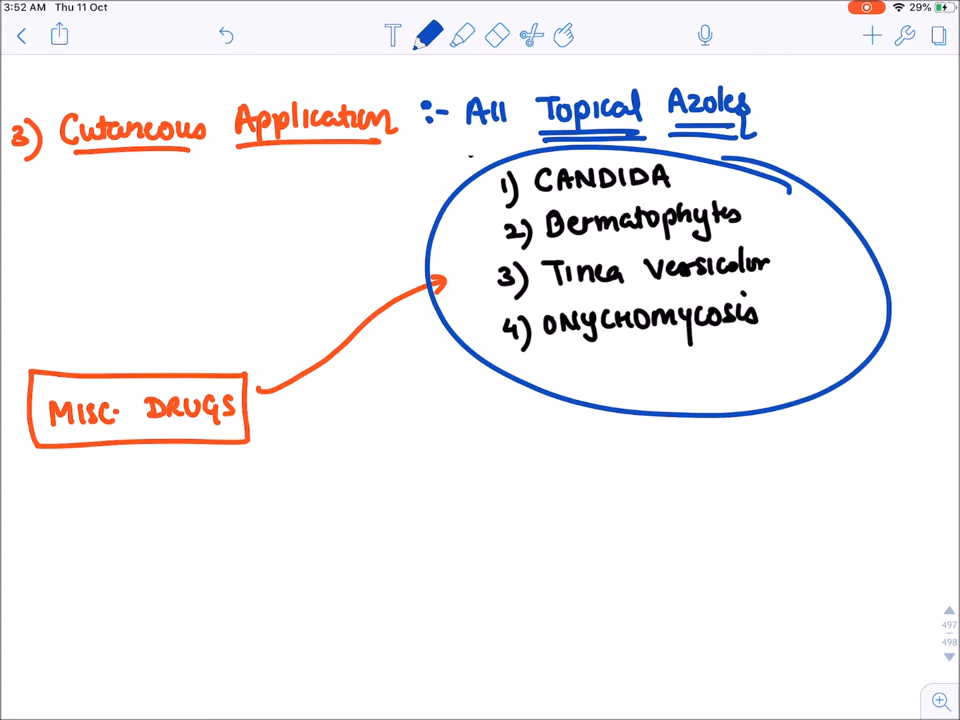 3:52 AM Thu 11 Oct 29%
T
3) Cutaneous Application :- All Topical Azoles
1) CANDIDA
2) Dermatophytes
3) Tinea Versicolor
4) ONYCHOMYCOSIS
MISC. DRUGS
497
498